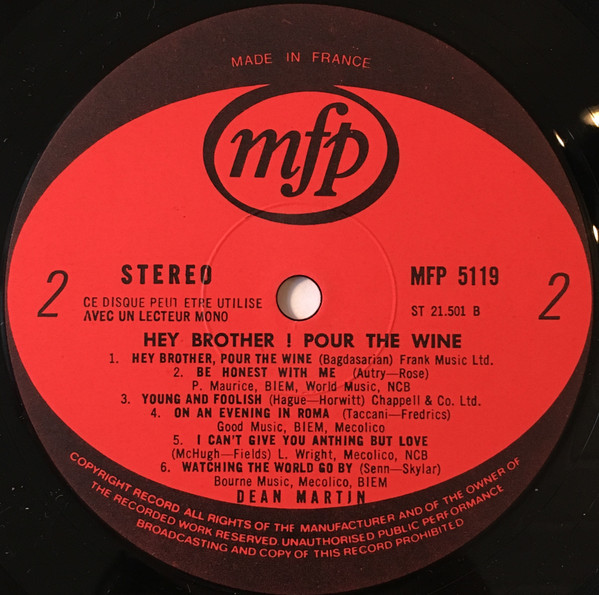 MADE IN FRANCE
mfp
STEREO
MFP 5119
2
2
CE DISQUE PEUT ETRE UTILISE
AVEC UN LECTEUR MONO
ST 21.501 B
HEY BROTHER ! POUR THE WINE
1. HEY BROTHER, POUR THE WINE (Bagdasarian) Frank Music Ltd.
2. BE HONEST WITH ME (Autry—Rose)
P. Maurice, BIEM, World Music, NCB
3. YOUNG AND FOOLISH (Hague—Horwitt) Chappell & Co. Ltd.
4. ON AN EVENING IN ROMA (Taccani—Fredrics)
Good Music, BIEM, Mecolico
5. I CAN'T GIVE YOU ANTHING BUT LOVE
(McHugh—Fields) L. Wright, Mecolico, NCB
6. WATCHING THE WORLD GO BY (Senn—Skylar)
Bourne Music, Mecolico, BIEM
DEAN MARTIN
COPYRIGHT RECORD ALL RIGHTS OF THE MANUFACTURER AND OF THE OWNER OF
THE RECORDED WORK RESERVED. UNAUTHORISED PUBLIC PERFORMANCE
BROADCASTING AND COPY OF THIS RECORD PROHIBITED